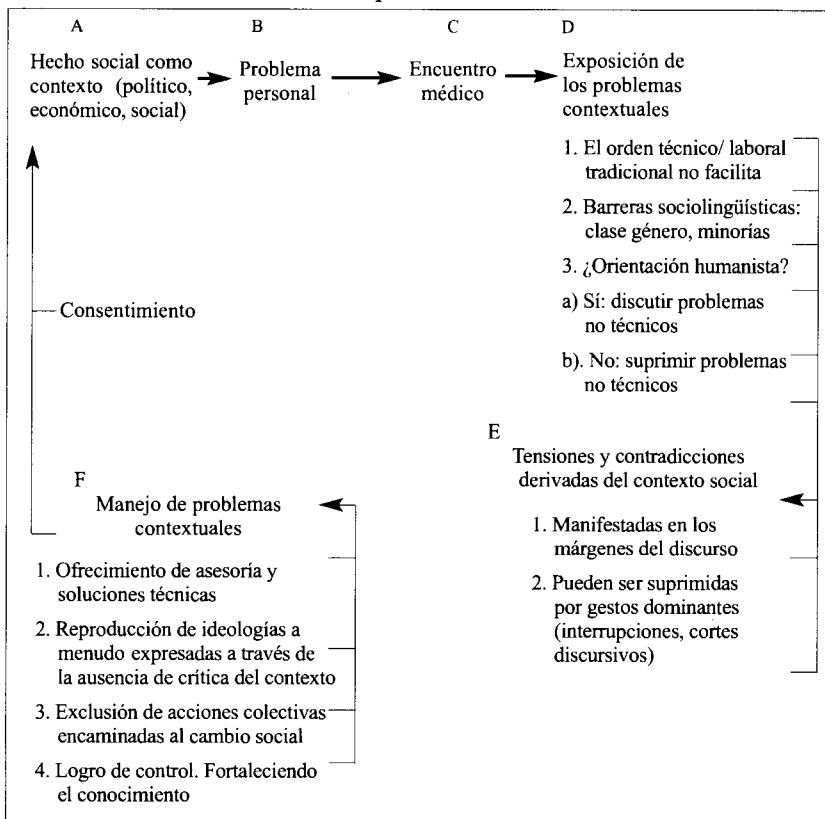 A
Hecho social como
contexto (político,
económico, social)
B
Problema
personal
C
Encuentro
médico
D
Exposición de
los problemas
contextuales
1. El orden técnico/ laboral
tradicional no facilita
2. Barreras sociolingüísticas:
clase género, minorías
3. ¿Orientación humanista?
a) Sí: discutir problemas
no técnicos
b). No: suprimir problemas
no técnicos
Consentimiento
E
Tensiones y contradicciones
derivadas del contexto social
1. Manifestadas en los
márgenes del discurso
2. Pueden ser suprimidas
por gestos dominantes
(interrupciones, cortes
discursivos)
F
Manejo de problemas
contextuales
1. Ofrecimiento de asesoría y
soluciones técnicas
2. Reproducción de ideologías a
menudo expresadas a través de
la ausencia de crítica del contexto
3. Exclusión de acciones colectivas
encaminadas al cambio social
4. Logro de control. Fortaleciendo
el conocimiento